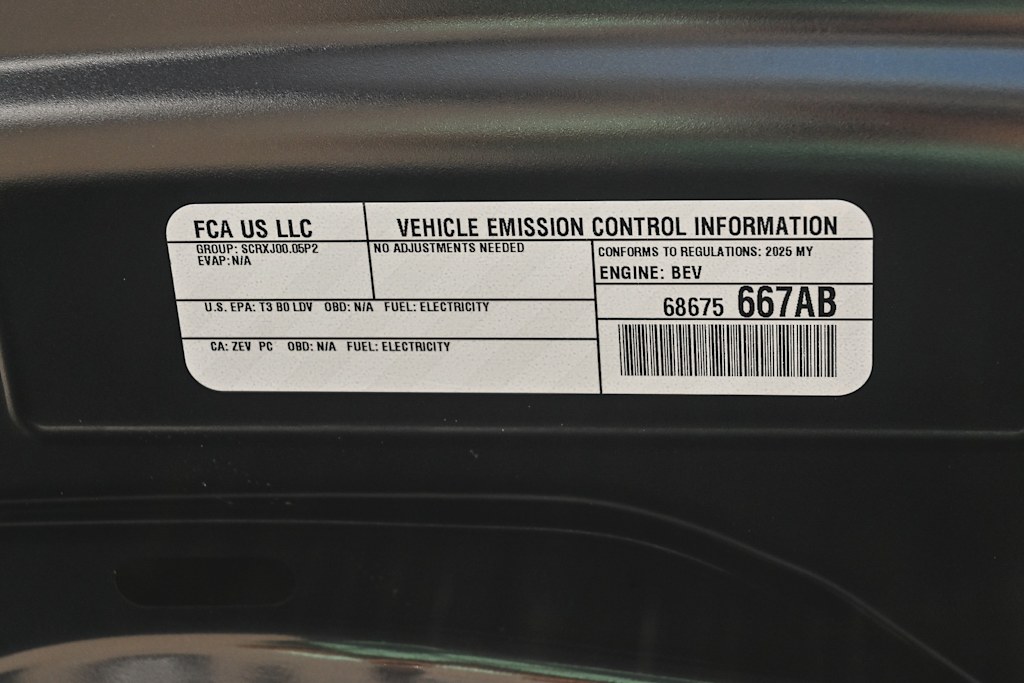 FCA US LLC
VEHICLE EMISSION CONTROL INFORMATION
GROUP: SCRXJ00.05P2
EVAP: N/A
NO ADJUSTMENTS NEEDED
CONFORMS TO REGULATIONS: 2025 MY
ENGINE: BEV
U.S. EPA: T3 B0 LDV OBD: N/A FUEL: ELECTRICITY
68675 667AB
CA: ZEV PC OBD: N/A FUEL: ELECTRICITY